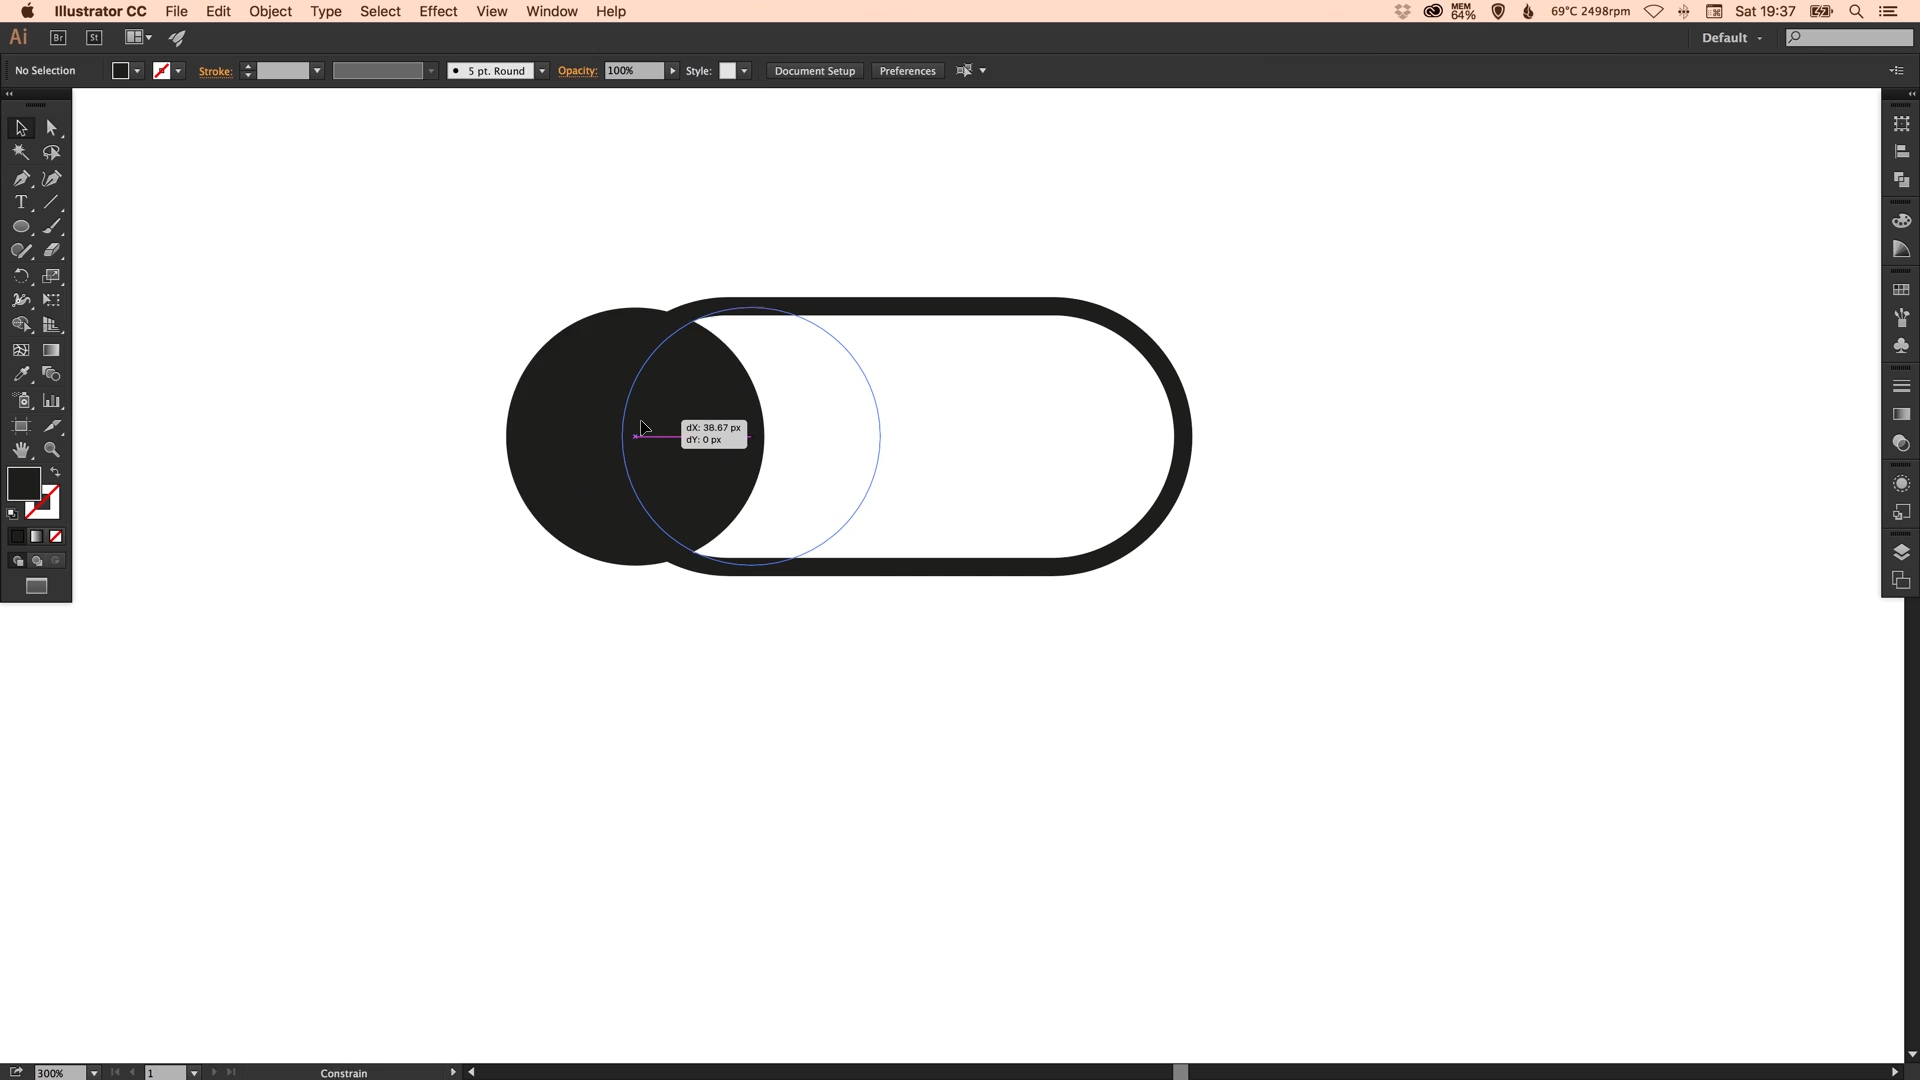 Illustrator CC File Edit Object Type Select Effect View Window Help MEM 64% 69°C 2498rpm Sat 19:37
Ai Br St Default
No Selection Stroke: 5 pt. Round Opacity: 100% Style: Document Setup Preferences
T
dX: 38.67 px
dY: 0 px
300% 1 Constrain